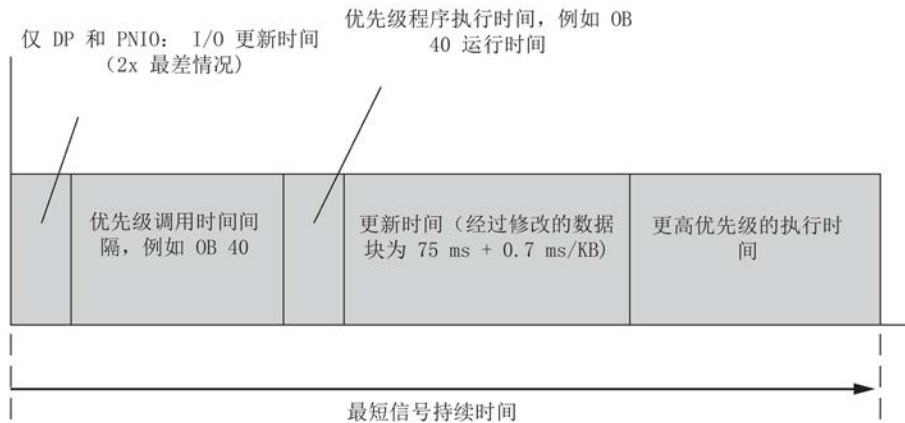 仅 DP 和 PNIO: I/O 更新时间
(2x 最差情况)
优先级程序执行时间, 例如 OB
40 运行时间
优先级调用时间间
隔, 例如 OB 40
更新时间 (经过修改的数据
块为 75 ms + 0.7 ms/KB)
更高优先级的执行时
间
最短信号持续时间